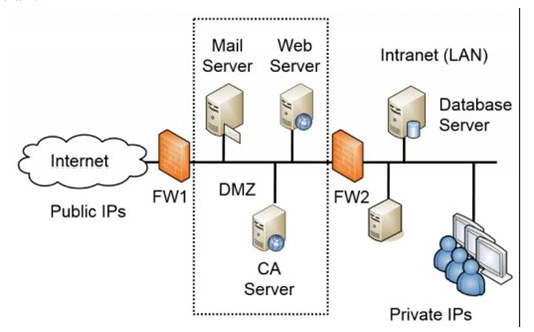 Mail
Server
Web
Server
Intranet (LAN)
Database
Server
Internet
FW1
DMZ
FW2
Public IPs
CA
Server
Private IPs